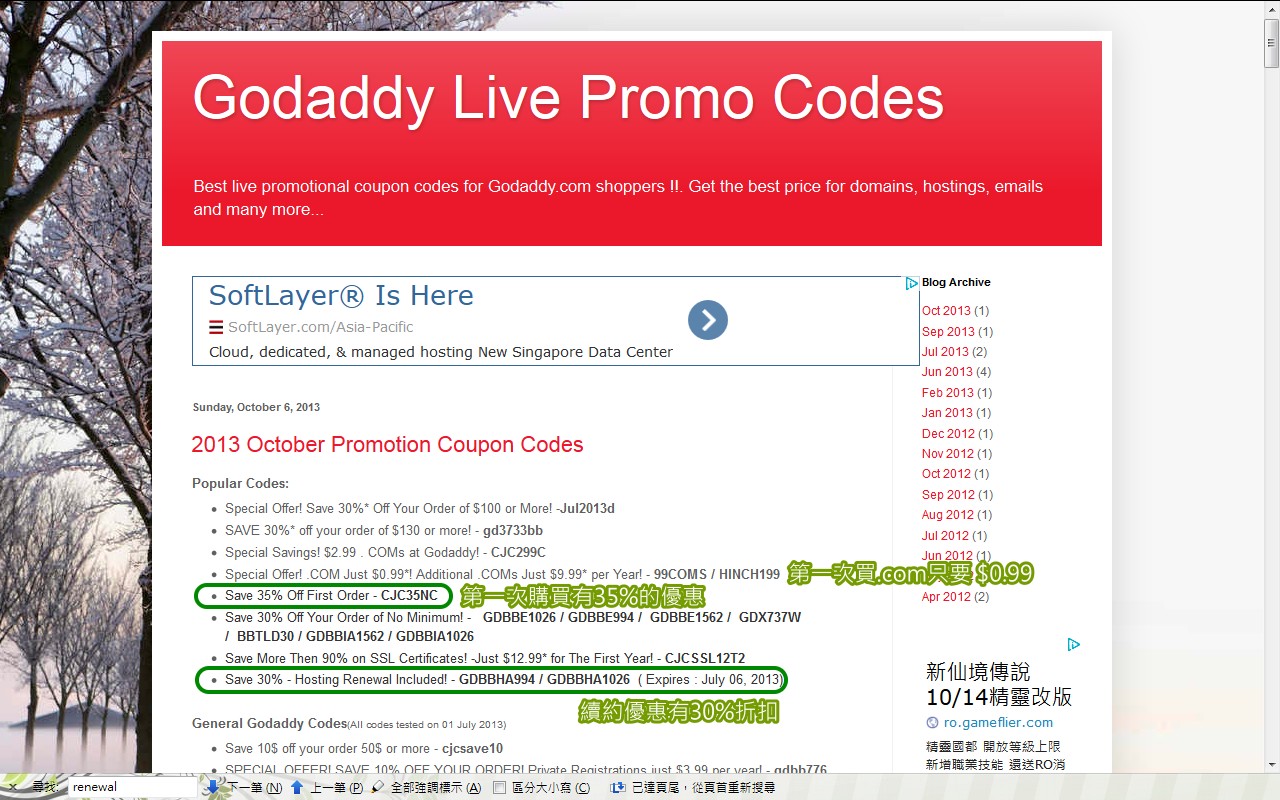 Godaddy Live Promo Codes
Best live promotional coupon codes for Godaddy.com shoppers !!. Get the best price for domains, hostings, emails
and many more...
SoftLayer® Is Here
SoftLayer.com/Asia-Pacific
Cloud, dedicated, & managed hosting New Singapore Data Center
Sunday, October 6, 2013
2013 October Promotion Coupon Codes
Popular Codes:
Special Offer! Save 30%* Off Your Order of $100 or More! -Jul2013d
SAVE 30%* off your order of $130 or more! - gd3733bb
Special Savings! $2.99 . COMs at Godaddy! - CJC299C
Special Offer! .COM Just $0.99*! Additional .COMs Just $9.99* per Year! - 99COMS / HINCH199
第一次買.com只要 $0.99
Save 35% Off First Order - CJC35NC
第一次購買有35%的優惠
Save 30% Off Your Order of No Minimum! - GDBBE1026 / GDBBE994 / GDBBE1562 / GDX737W
/ BBTLD30 / GDBBIA1562 / GDBBIA1026
Save More Then 90% on SSL Certificates! -Just $12.99* for The First Year! - CJCSSL12T2
Save 30% - Hosting Renewal Included! - GDBBHA994 / GDBBHA1026 ( Expires : July 06, 2013)
續約優惠有30%折扣
General Godaddy Codes(All codes tested on 01 July 2013)
Save 10$ off your order 50$ or more - cjcsave10
SPECIAL OFFER! SAVE 10% OFF YOUR ORDER! Private Registrations just $3.99 per year! - gdbb776
Blog Archive
Oct 2013 (1)
Sep 2013 (1)
Jul 2013 (2)
Jun 2013 (4)
Feb 2013 (1)
Jan 2013 (1)
Dec 2012 (1)
Nov 2012 (1)
Oct 2012 (1)
Sep 2012 (1)
Aug 2012 (1)
Jul 2012 (1)
Jun 2012 (1)
Apr 2012 (2)
新仙境傳說
10/14精靈改版
ro.gameflier.com
精靈國都 開放等級上限
新增職業技能 還送RO消
尋找: renewal 下一筆 (N) 上一筆 (P) 全部強調標示 (A) 區分大小寫 (C) 已達頁尾，從頁首重新搜尋